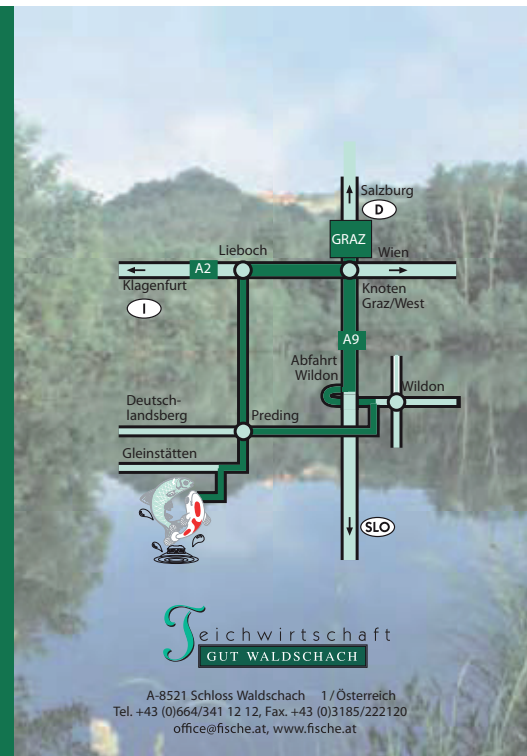 Salzburg
D
GRAZ
Lieboch
Wien
A2
Klagenfurt
Knoten
Graz/West
I
A9
Abfahrt
Wildon
Wildon
Deutsch-
landsberg
Preding
Gleinstätten
SLO
Teichwirtschaft
GUT WALDSCHACH
A-8521 Schloss Waldschach 1/Österreich
Tel. +43 (0)664/341 12 12, Fax. +43 (0)3185/222120
office@fische.at, www.fische.at